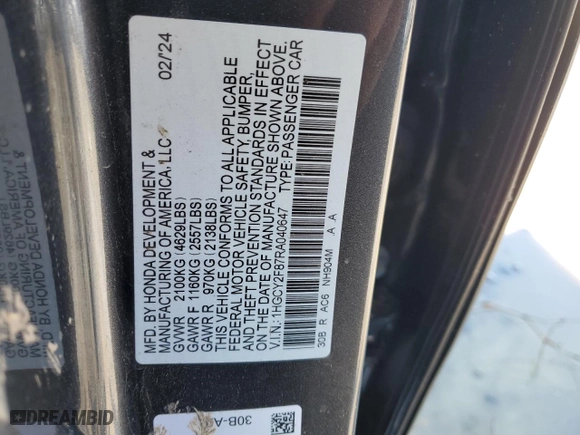 MFD. BY HONDA DEVELOPMENT & 02/24
MANUFACTURING OF AMERICA, LLC
GVWR 2100KG (4629LBS)
GAWR F 1160KG (2557LBS)
GAWR R 970KG (2138LBS)
THIS VEHICLE CONFORMS TO ALL APPLICABLE
FEDERAL MOTOR VEHICLE SAFETY, BUMPER,
AND THEFT PREVENTION STANDARDS IN EFFECT
ON THE DATE OF MANUFACTURE SHOWN ABOVE.
V.I.N.: 1HGCY2F87RA040647 TYPE: PASSENGER CAR
30B R AC6 NH904M A A
30B-A
DREAMBID